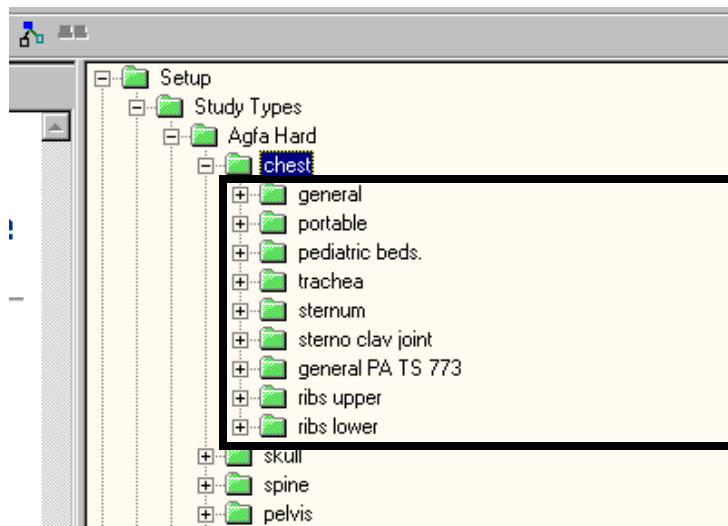 Setup
Study Types
Agfa Hard
chest
general
portable
pediatric beds.
trachea
sternum
sterno clav joint
general PA TS 773
ribs upper
ribs lower
skull
spine
pelvis